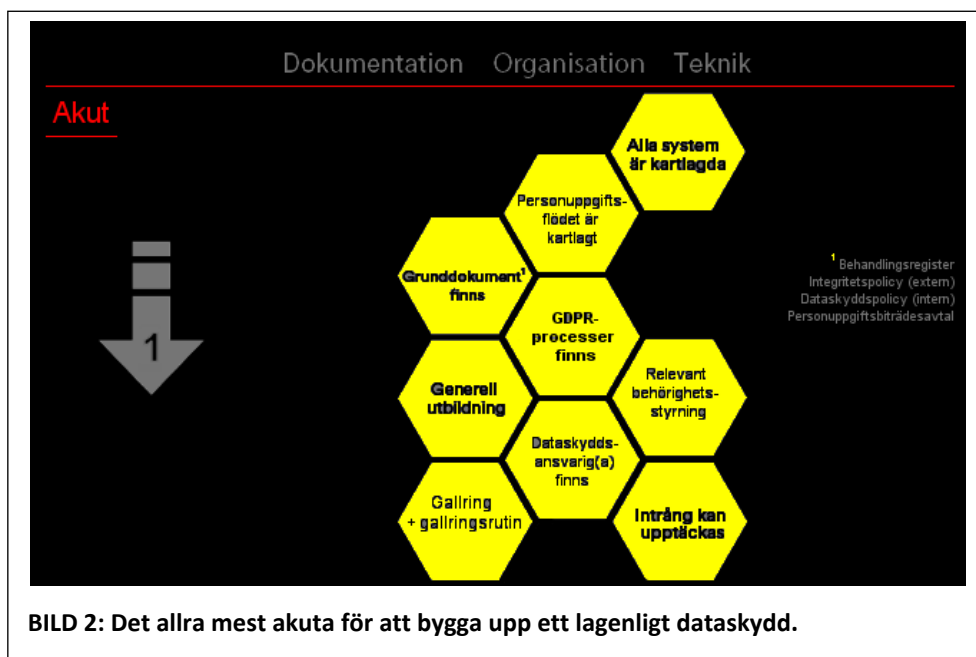 Dokumentation Organisation Teknik
Akut
Alla system
är kartlagda
Personuppgifts-
flödet är
kartlagt
Grunddokument¹
finns
¹ Behandlingsregister
Integritetspolicy (extern)
Dataskyddspolicy (intern)
Personuppgiftsbiträdesavtal
GDPR-
processer
finns
1
Generell
utbildning
Relevant
behörighets-
styrning
Dataskydds-
ansvarig(a)
finns
Gallring
+ gallringsrutin
Intrång kan
upptäckas
BILD 2: Det allra mest akuta för att bygga upp ett lagenligt dataskydd.